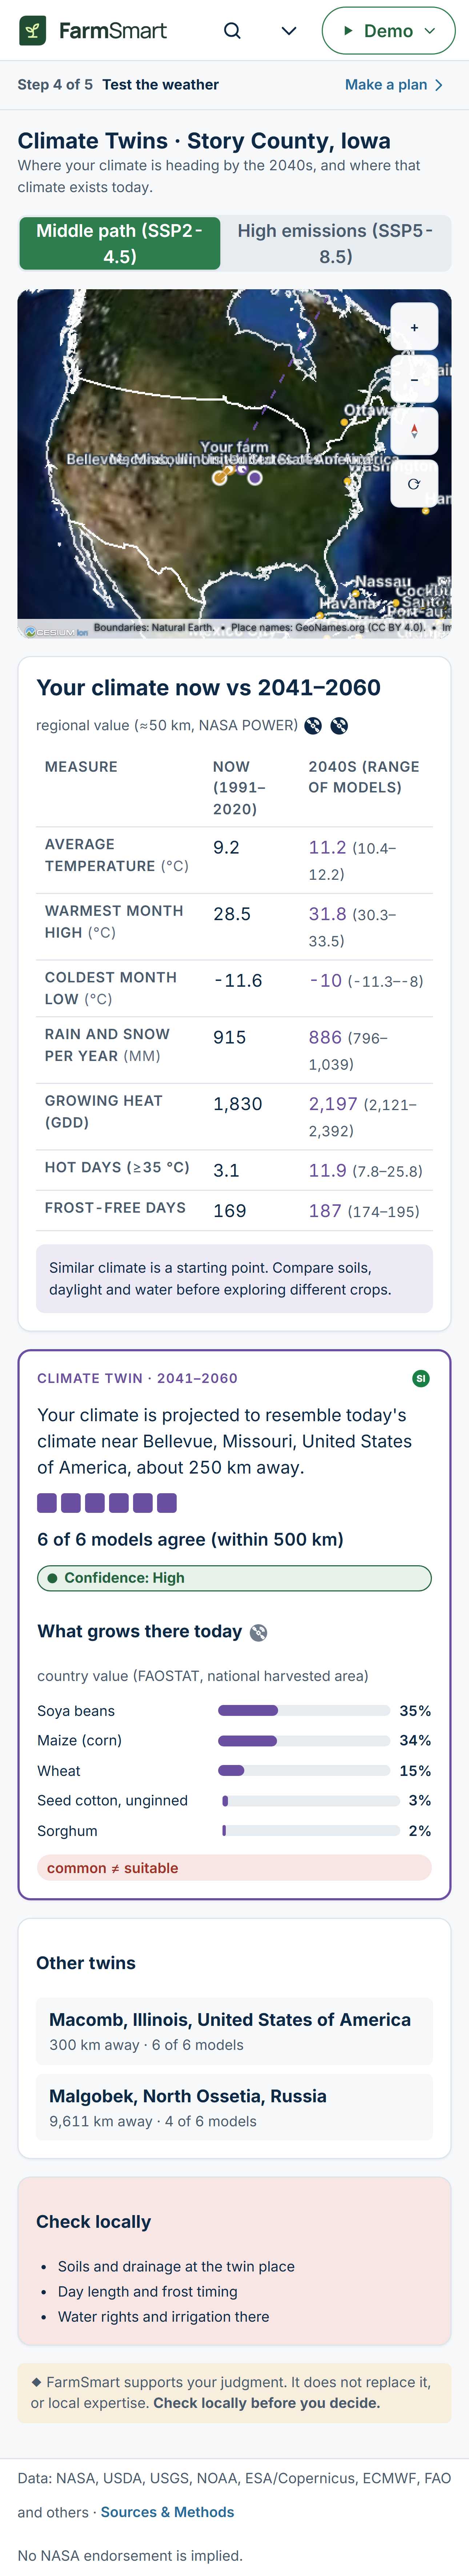 FarmSmart
Demo
Step 4 of 5 Test the weather
Make a plan
Climate Twins · Story County, Iowa
Where your climate is heading by the 2040s, and where that
climate exists today.
Middle path (SSP2-
4.5)
High emissions (SSP5-
8.5)
+
−
Ottawa
Your farm
Washington
Nassau
Havana
CESIUM ion
Boundaries: Natural Earth. • Place names: GeoNames.org (CC BY 4.0). •
Your climate now vs 2041–2060
regional value (≈50 km, NASA POWER)
MEASURE
NOW
(1991–
2020)
2040S (RANGE
OF MODELS)
AVERAGE
TEMPERATURE (°C)
9.2
11.2 (10.4–
12.2)
WARMEST MONTH
HIGH (°C)
28.5
31.8 (30.3–
33.5)
COLDEST MONTH
LOW (°C)
-11.6
-10 (-11.3–-8)
RAIN AND SNOW
PER YEAR (MM)
915
886 (796–
1,039)
GROWING HEAT
(GDD)
1,830
2,197 (2,121–
2,392)
HOT DAYS (≥35 °C)
3.1
11.9 (7.8–25.8)
FROST-FREE DAYS
169
187 (174–195)
Similar climate is a starting point. Compare soils,
daylight and water before exploring different crops.
CLIMATE TWIN · 2041–2060
SI
Your climate is projected to resemble today's
climate near Bellevue, Missouri, United States
of America, about 250 km away.
6 of 6 models agree (within 500 km)
Confidence: High
What grows there today
country value (FAOSTAT, national harvested area)
Soya beans 35%
Maize (corn) 34%
Wheat 15%
Seed cotton, unginned 3%
Sorghum 2%
common ≠ suitable
Other twins
Macomb, Illinois, United States of America
300 km away · 6 of 6 models
Malgobek, North Ossetia, Russia
9,611 km away · 4 of 6 models
Check locally
• Soils and drainage at the twin place
• Day length and frost timing
• Water rights and irrigation there
◆ FarmSmart supports your judgment. It does not replace it,
or local expertise. Check locally before you decide.
Data: NASA, USDA, USGS, NOAA, ESA/Copernicus, ECMWF, FAO
and others · Sources & Methods
No NASA endorsement is implied.